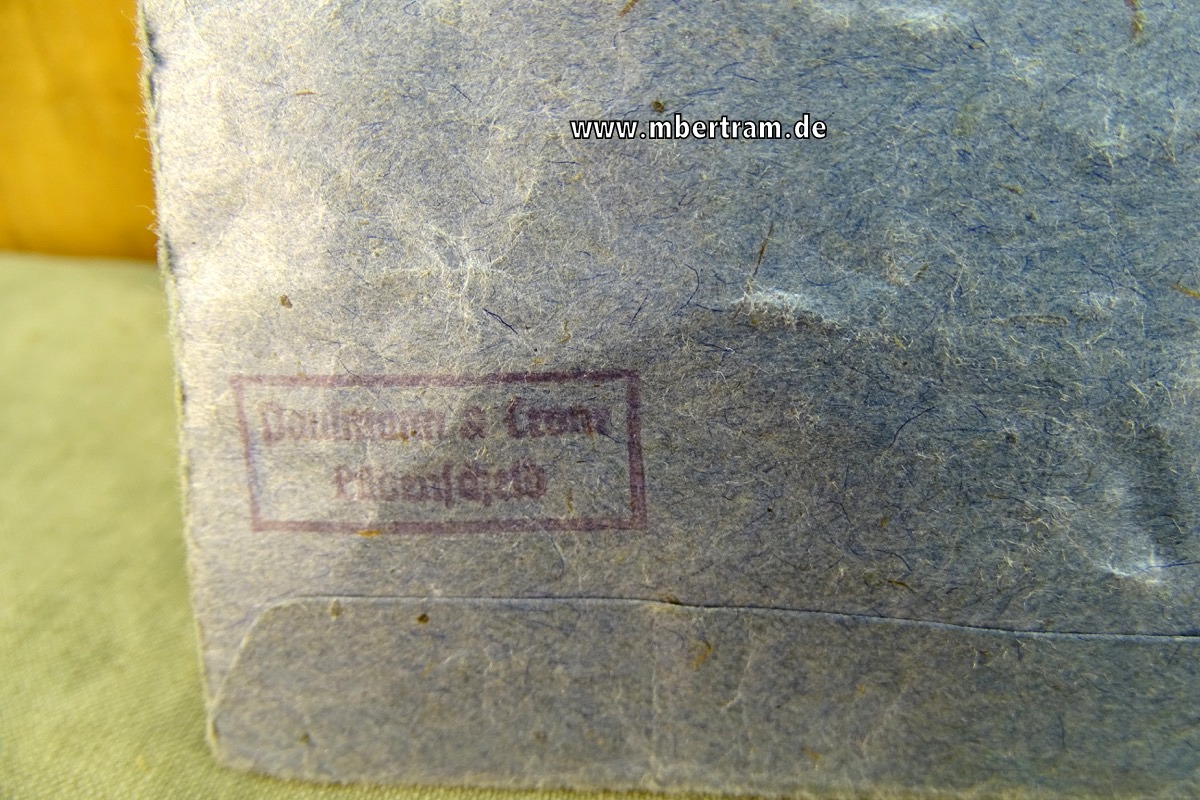 www.mbertram.de
Paulmann & Crone
Lüdenscheid